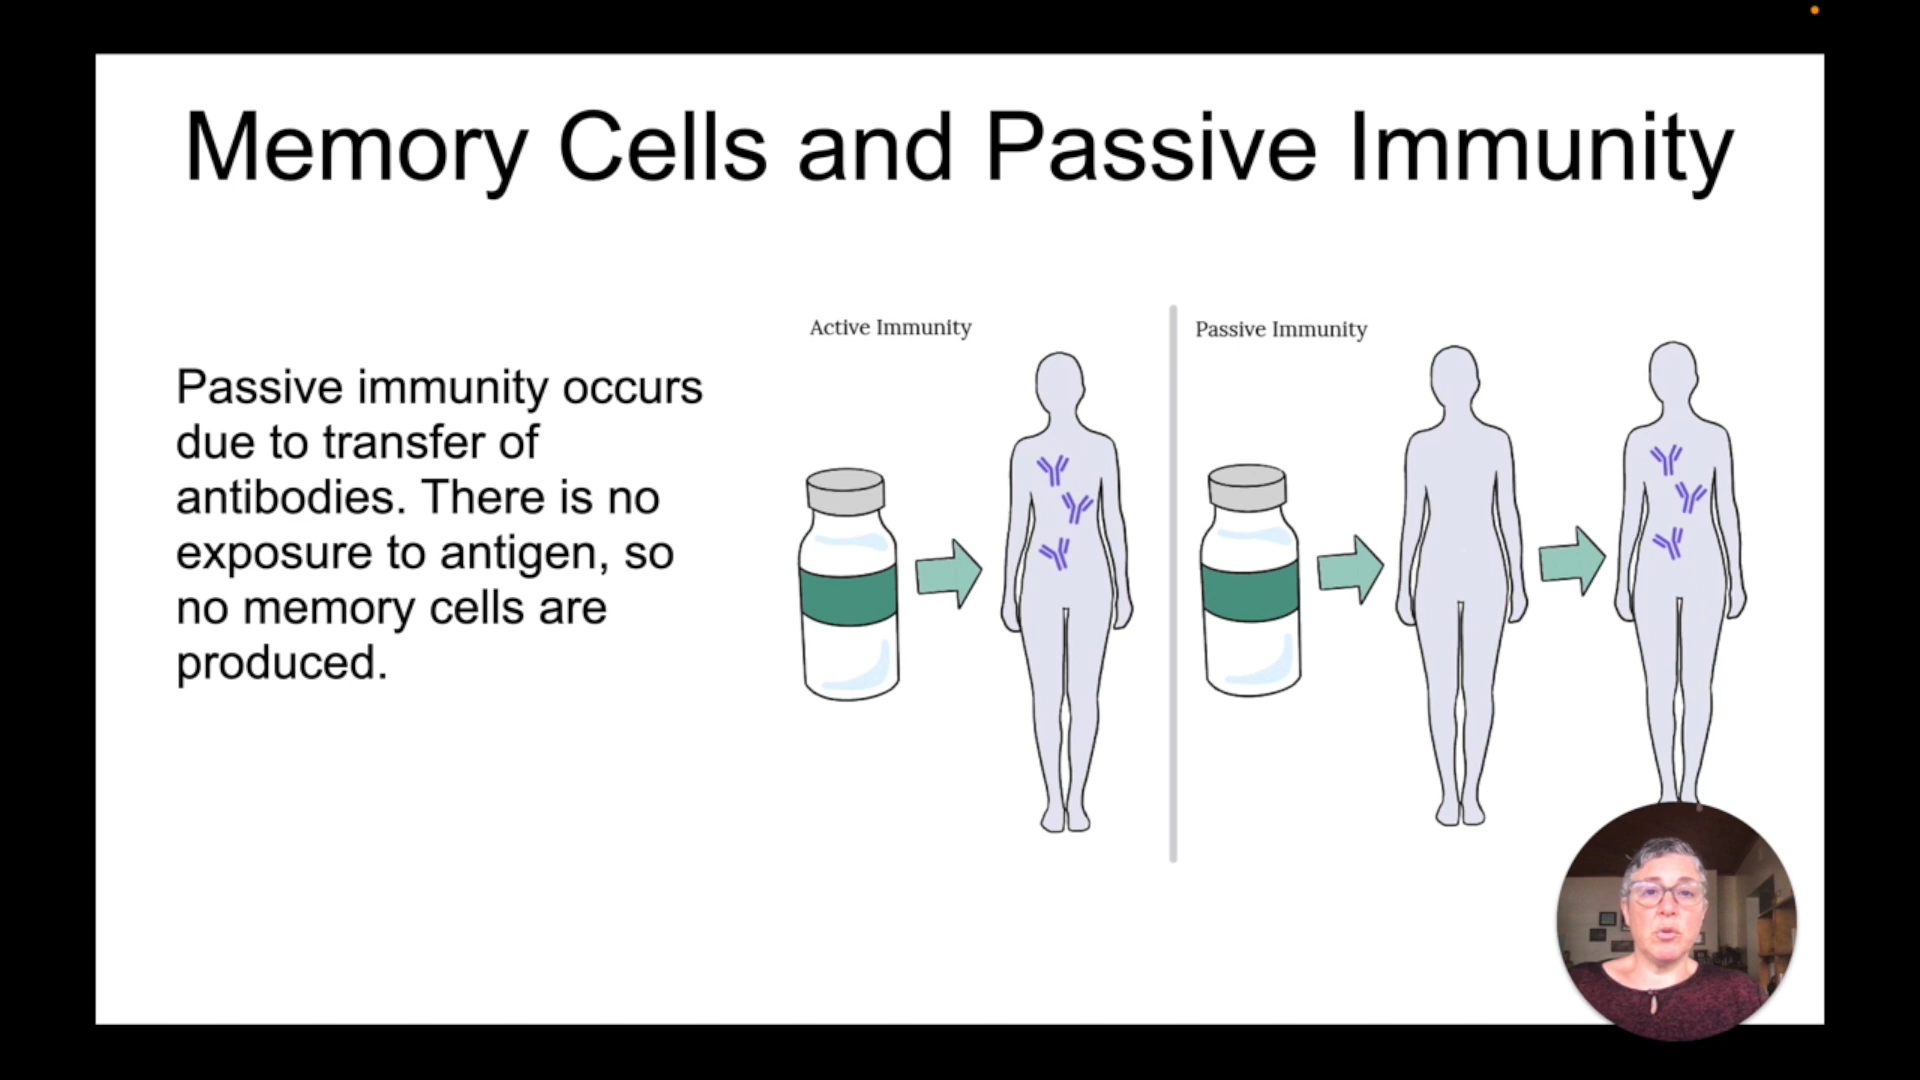 Memory Cells and Passive Immunity
Passive immunity occurs
due to transfer of
antibodies. There is no
exposure to antigen, so
no memory cells are
produced.
Active Immunity
Passive Immunity